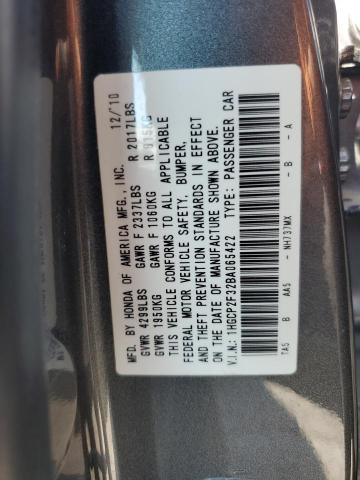 MFD. BY HONDA OF AMERICA MFG., INC. 12/10
GVWR 4299LBS GAWR F 2337LBS R 2017LBS
GVWR 1950KG GAWR F 1060KG R 915KG
THIS VEHICLE CONFORMS TO ALL APPLICABLE
FEDERAL MOTOR VEHICLE SAFETY, BUMPER,
AND THEFT PREVENTION STANDARDS IN EFFECT
ON THE DATE OF MANUFACTURE SHOWN ABOVE.
V.I.N.: 1HGCP2F32BA065422 TYPE: PASSENGER CAR
TA5 B AA5 - NH737MX - B - A